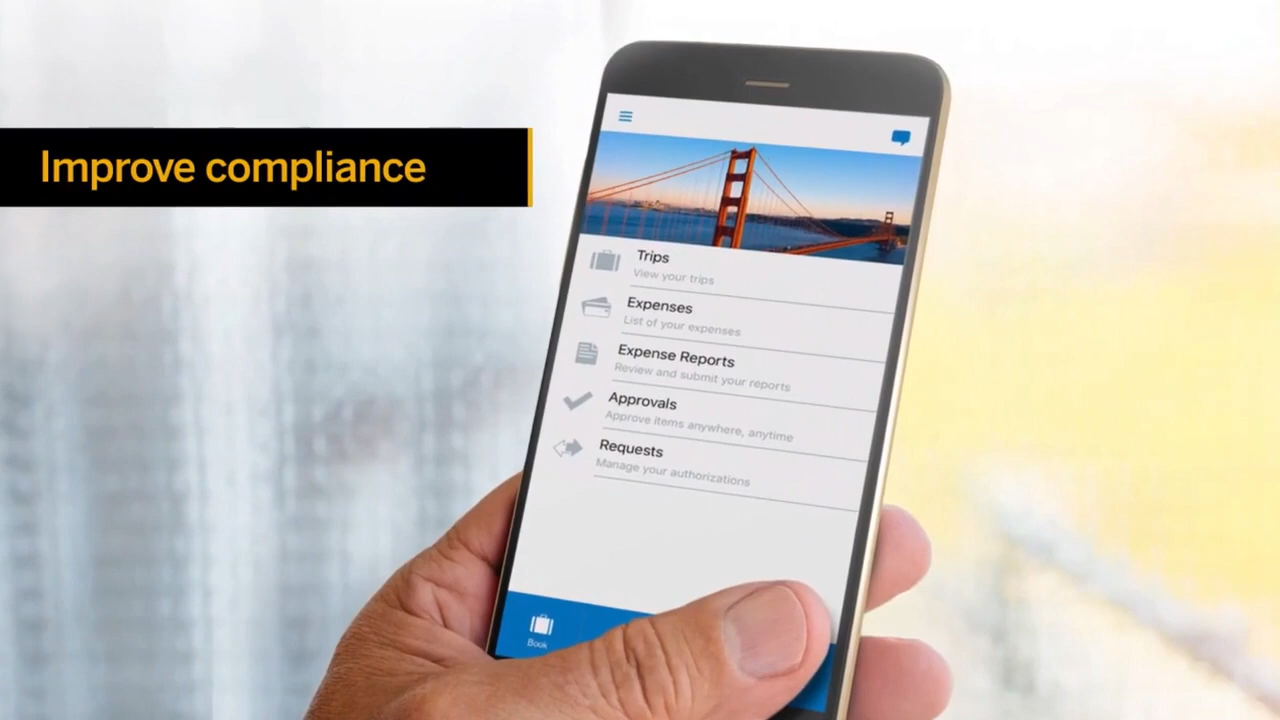 Improve compliance
Trips
View your trips
Expenses
List of your expenses
Expense Reports
Review and submit your reports
Approvals
Approve items anywhere, anytime
Requests
Manage your authorizations
Book